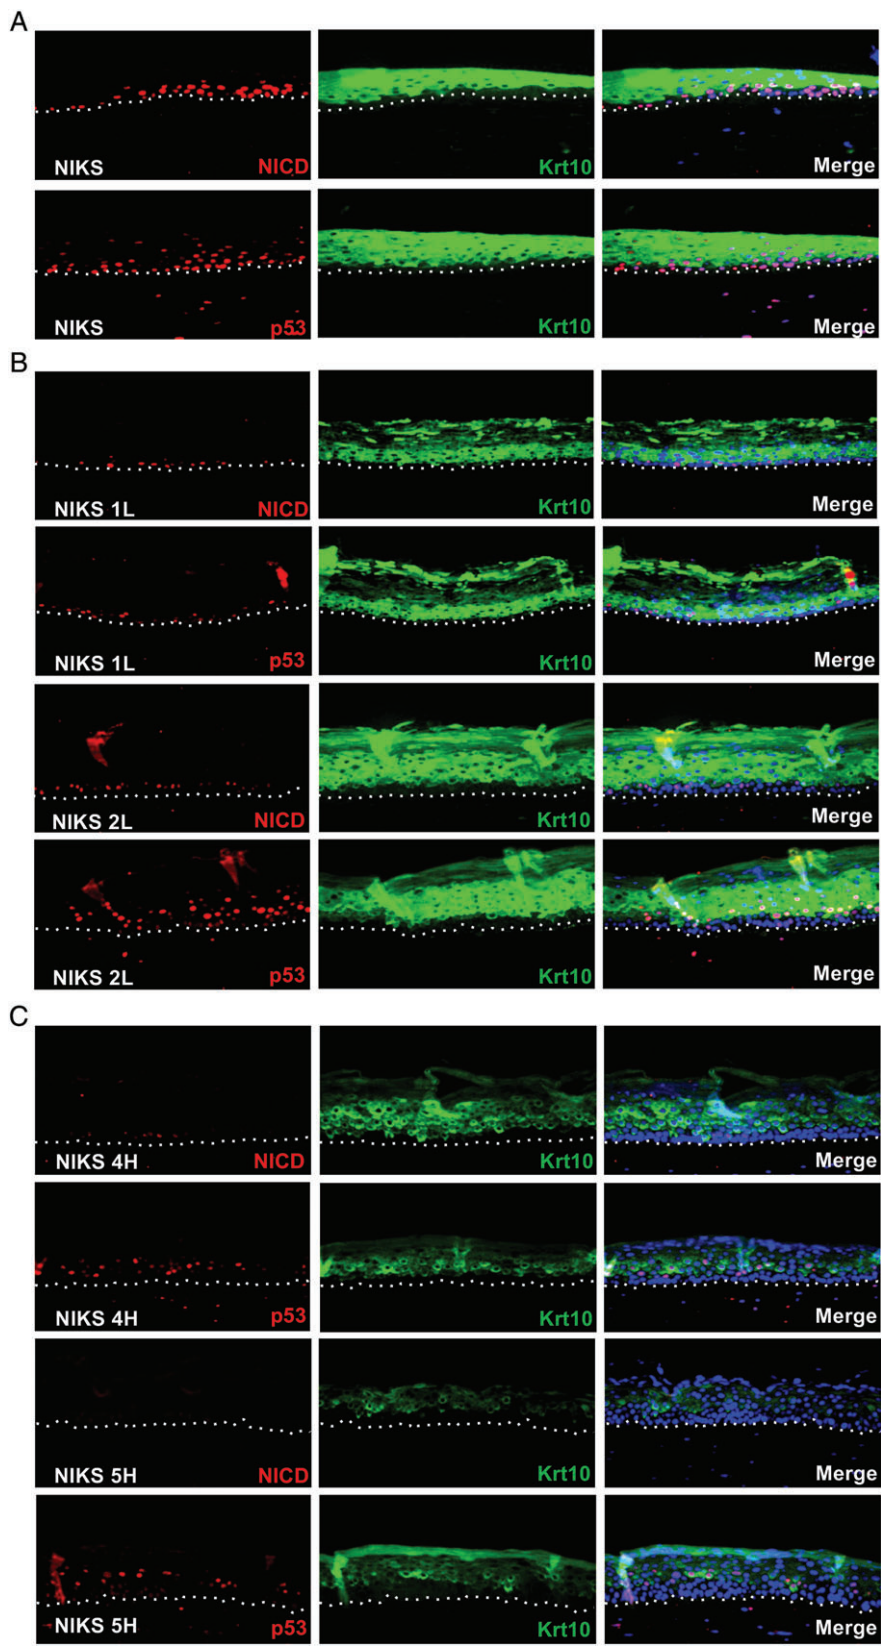 A
NIKS NICD Krt10 Merge
NIKS p53 Krt10 Merge
B
NIKS 1L NICD Krt10 Merge
NIKS 1L p53 Krt10 Merge
NIKS 2L NICD Krt10 Merge
NIKS 2L p53 Krt10 Merge
C
NIKS 4H NICD Krt10 Merge
NIKS 4H p53 Krt10 Merge
NIKS 5H NICD Krt10 Merge
NIKS 5H p53 Krt10 Merge